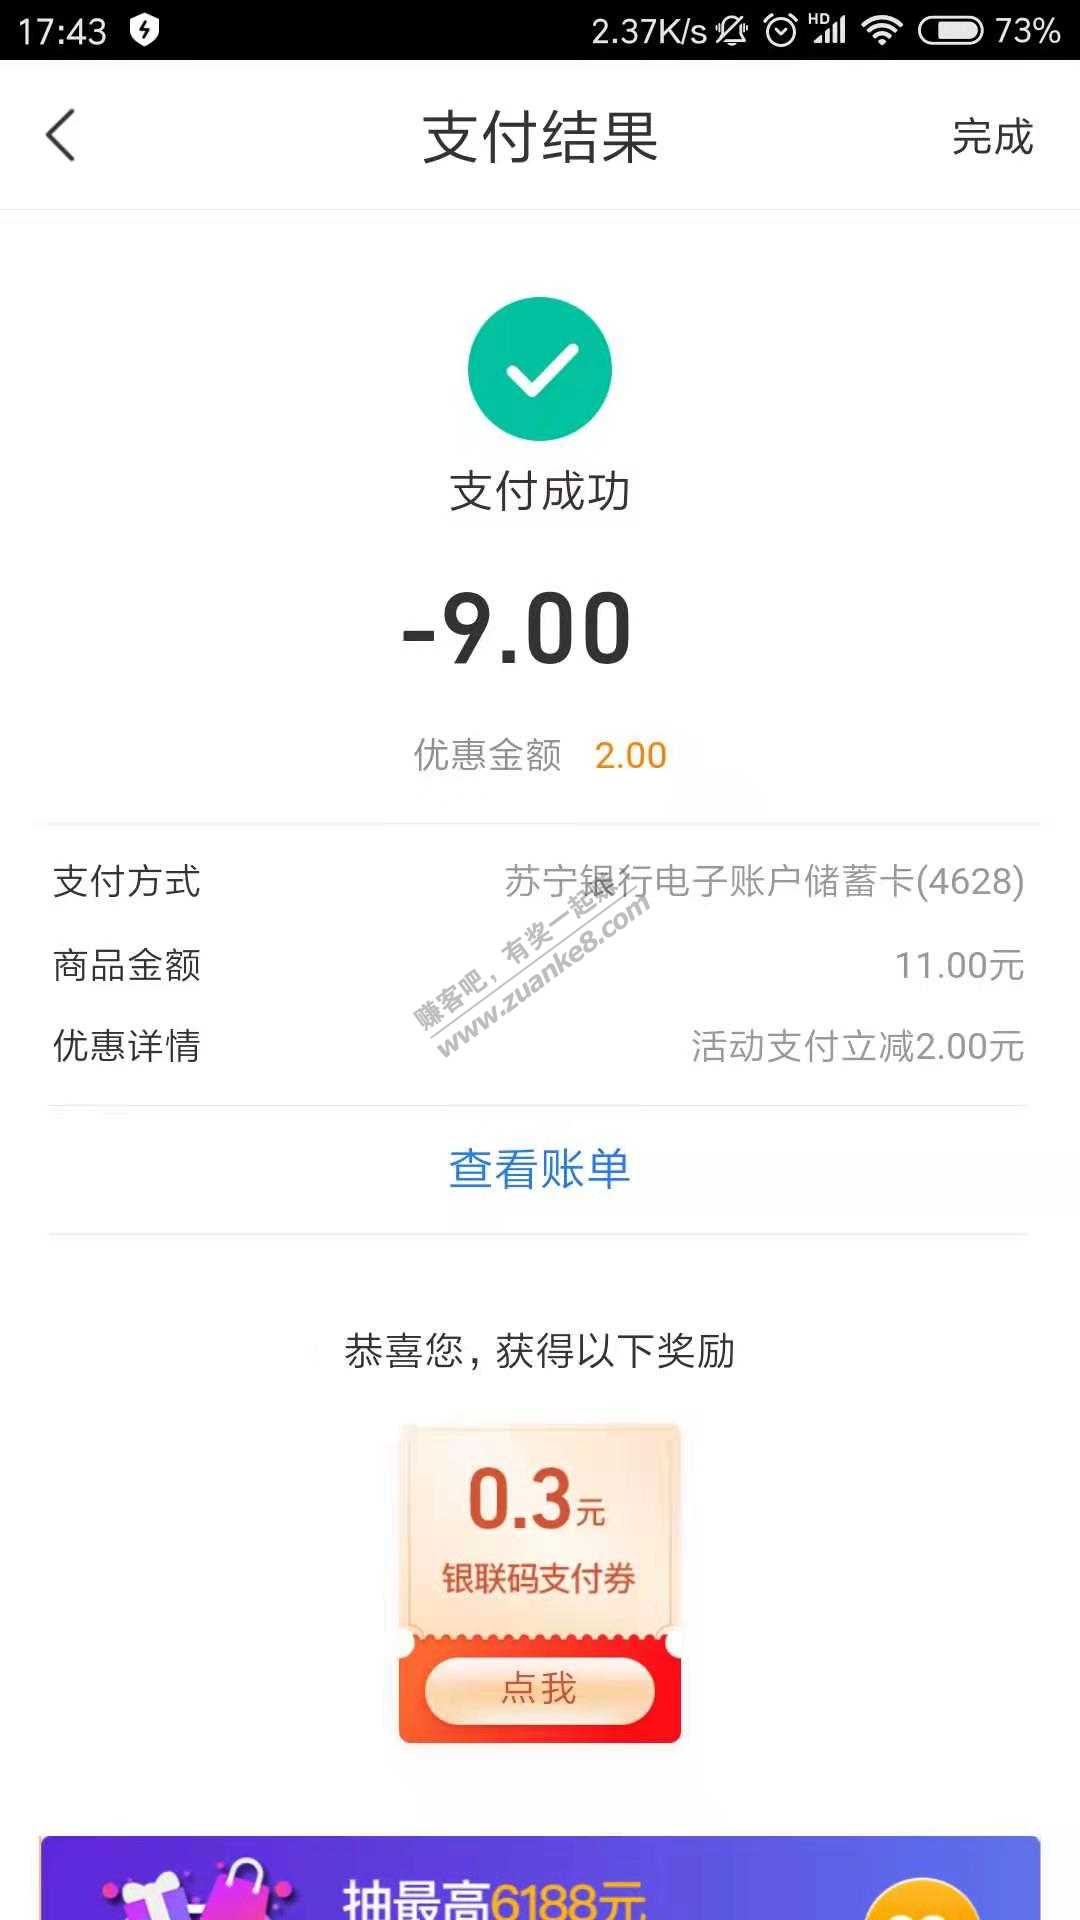 17:43 2.37K/s HD 73%
支付结果 完成
支付成功
-9.00
优惠金额 2.00
支付方式 苏宁银行电子账户储蓄卡(4628)
赚客吧，有奖一起赚！
www.zuanke8.com
商品金额 11.00元
优惠详情 活动支付立减2.00元
查看账单
恭喜您，获得以下奖励
0.3元
银联码支付券
点我
抽最高6188元